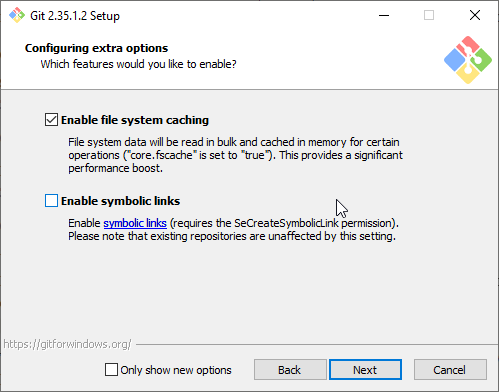 Git 2.35.1.2 Setup
Configuring extra options
Which features would you like to enable?
Enable file system caching
File system data will be read in bulk and cached in memory for certain
operations ("core.fscache" is set to "true"). This provides a significant
performance boost.
Enable symbolic links
Enable symbolic links (requires the SeCreateSymbolicLink permission).
Please note that existing repositories are unaffected by this setting.
https://gitforwindows.org/
Only show new options
Back
Next
Cancel